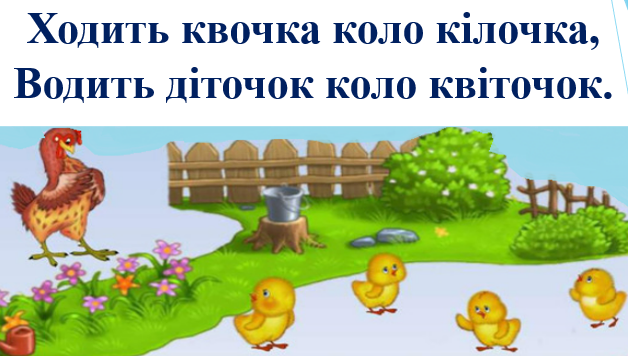 Ходить квочка коло кілочка,
Водить діточок коло квіточок.